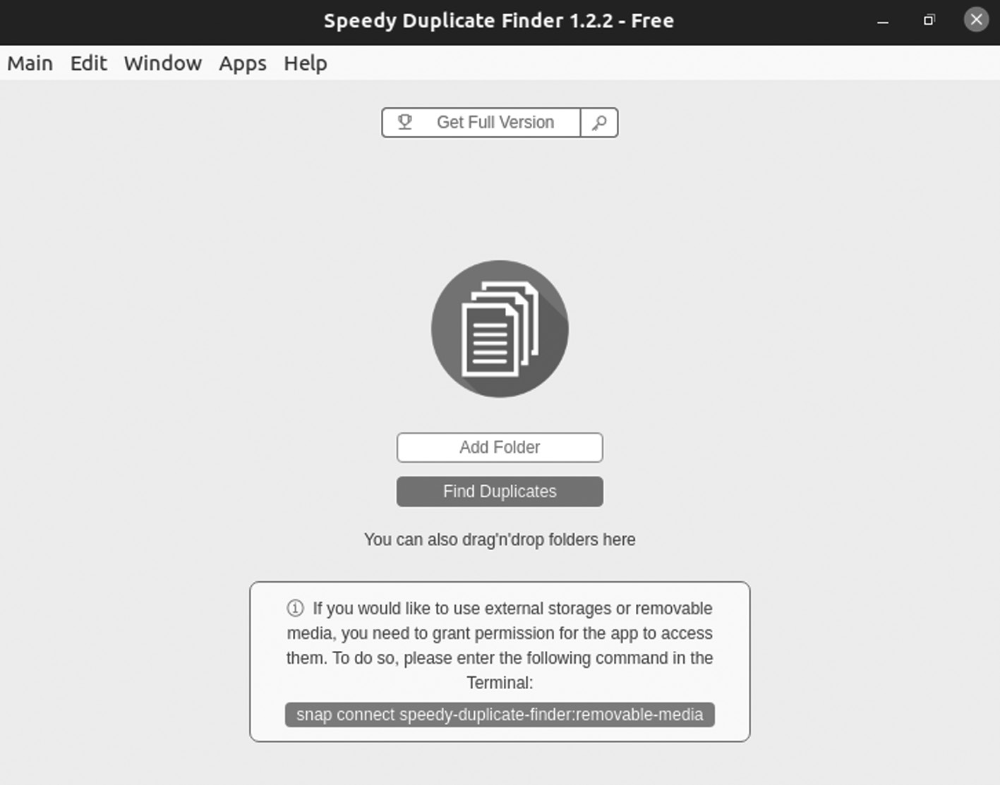 Speedy Duplicate Finder 1.2.2 - Free
Main Edit Window Apps Help
Get Full Version
Add Folder
Find Duplicates
You can also drag'n'drop folders here
If you would like to use external storages or removable
media, you need to grant permission for the app to access
them. To do so, please enter the following command in the
Terminal:
snap connect speedy-duplicate-finder:removable-media